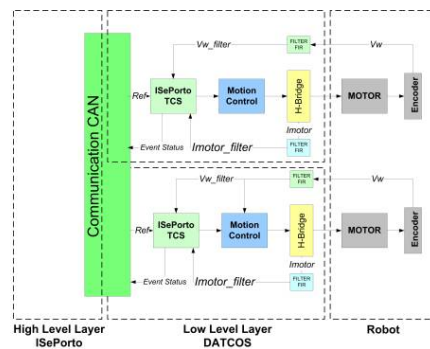 Communication CAN
Vw_filter
FILTER
FIR
Vw
Ref
ISePorto
TCS
Motion
Control
H-Bridge
MOTOR
Encoder
Event Status
Imotor_filter
Imotor
FILTER
FIR
Vw_filter
FILTER
FIR
Vw
Ref
ISePorto
TCS
Motion
Control
H-Bridge
MOTOR
Encoder
Event Status
Imotor_filter
Imotor
FILTER
FIR
High Level Layer
ISePorto
Low Level Layer
DATCOS
Robot